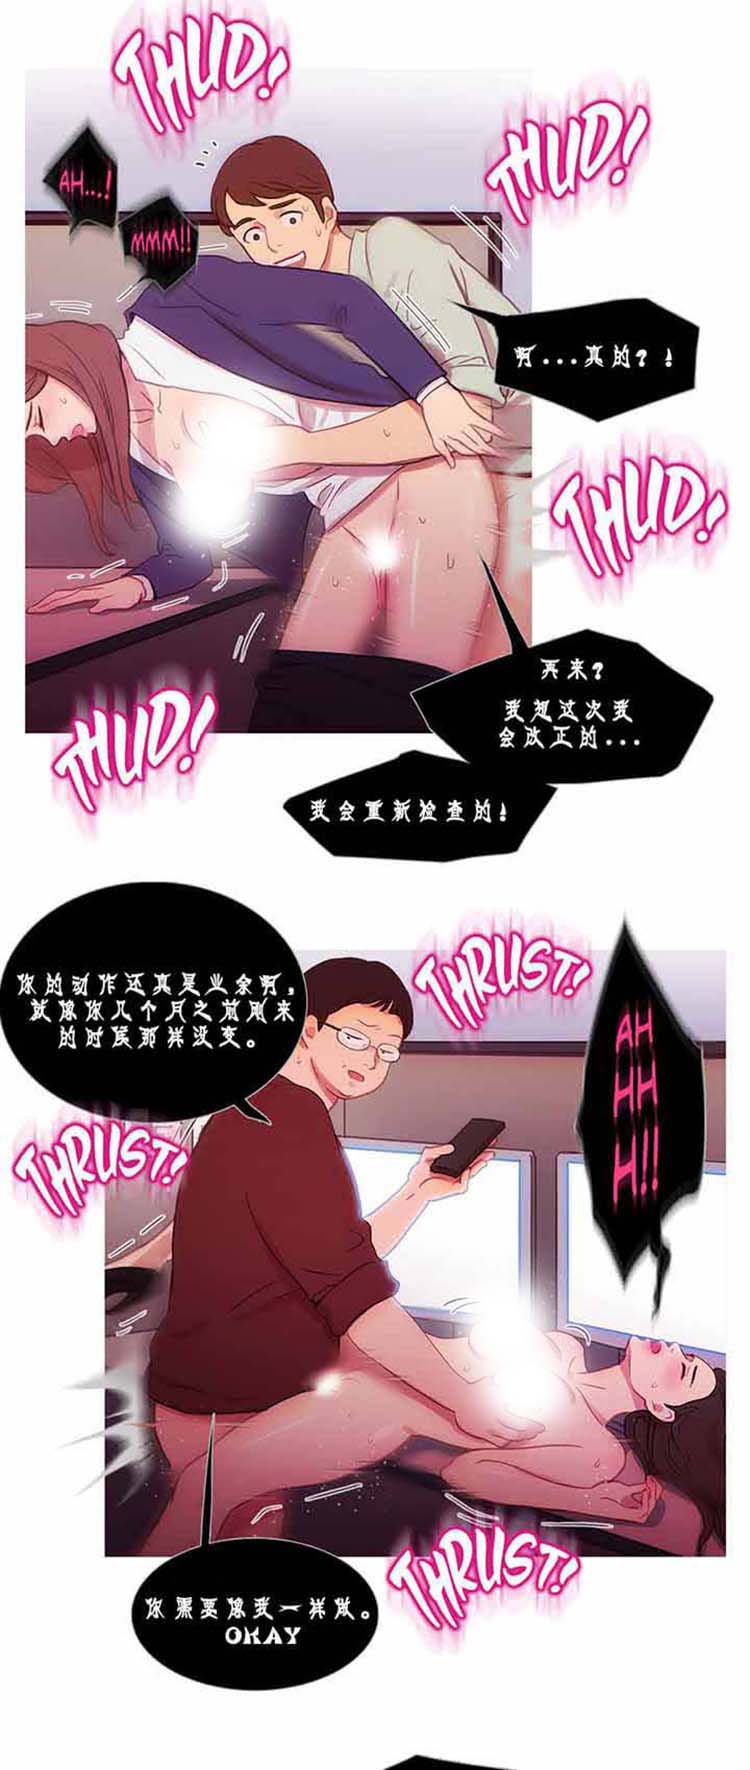 THUD!
THUD!
AH...!
MMM!!
啊...真的?!
THUD!
再来?
我想这次我
会改正的...
THUD!
我会重新检查的!
THRUST!
你的动作还真是业余啊,
就像你几个月之前刚来
的时候那样没变。
AH
HH
H!!
THRUST!
THRUST!
你需要像我一样做。
OKAY